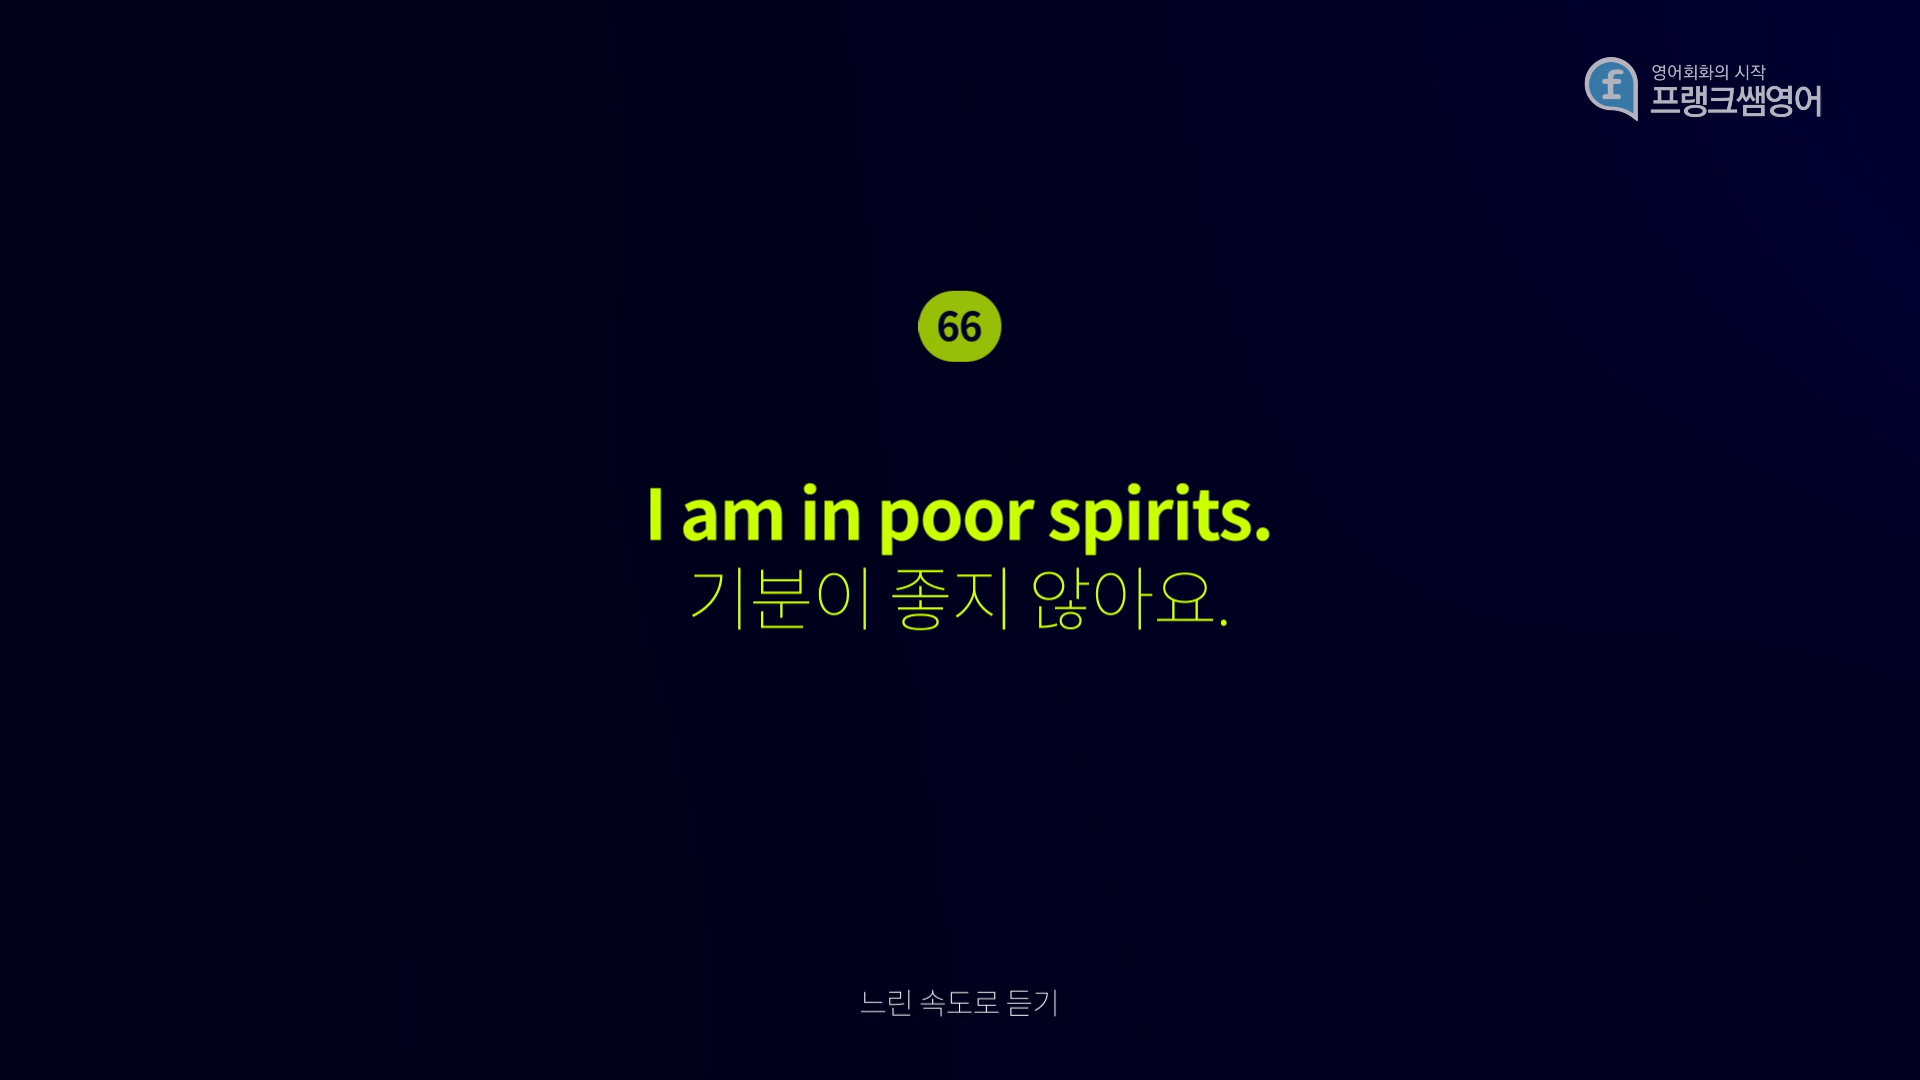 영어회화의 시작
프랭크쌤영어
66
I am in poor spirits.
기분이 좋지 않아요.
느린 속도로 듣기